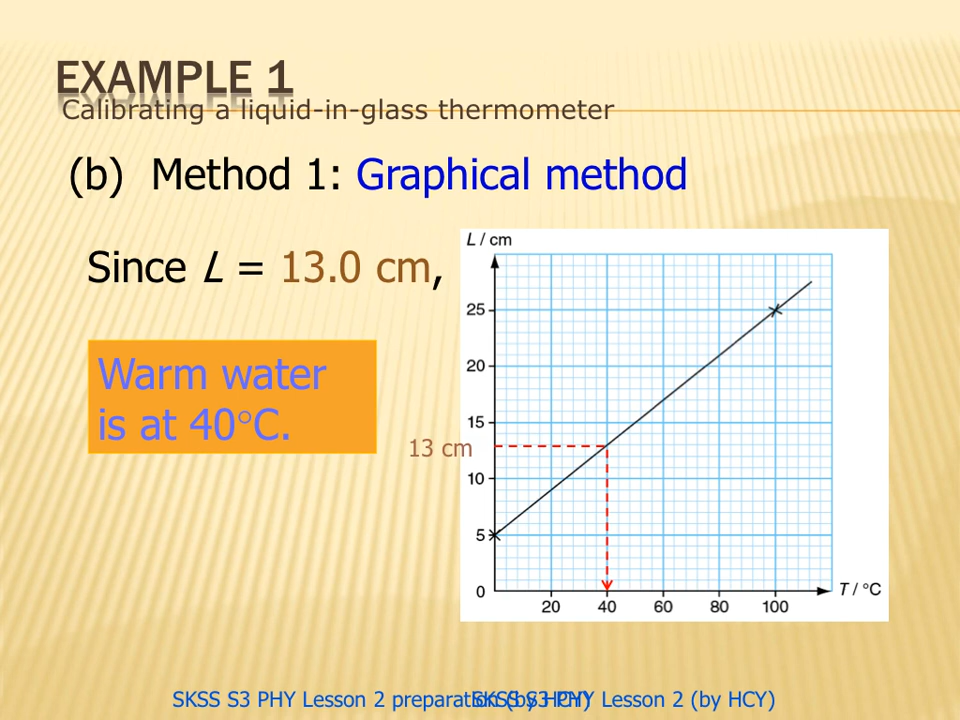 EXAMPLE 1
Calibrating a liquid-in-glass thermometer
(b) Method 1: Graphical method
Since L = 13.0 cm,
Warm water
is at 40°C.
L / cm
25
20
15
13 cm
10
5
0
T / °C
20 40 60 80 100
SKSS S3 PHY Lesson 2 preparation (by HCY)
SKSS S3 PHY Lesson 2 (by HCY)